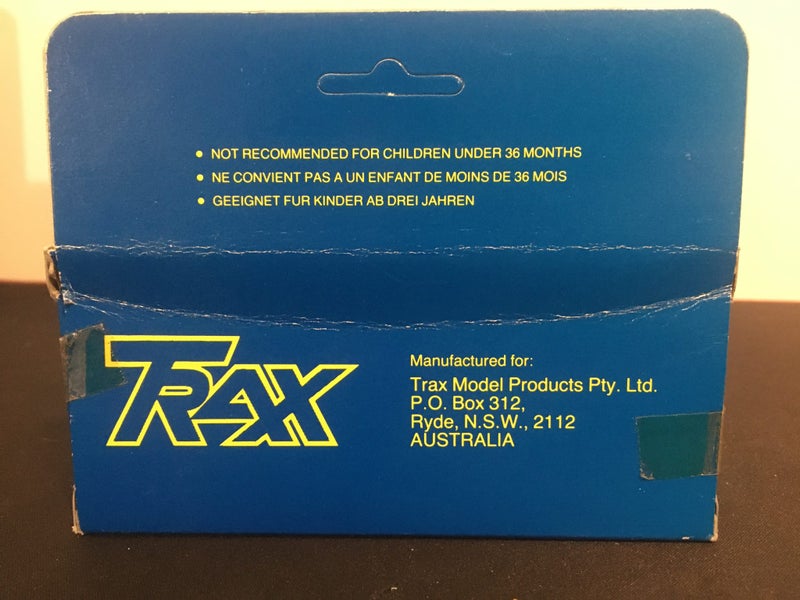 • NOT RECOMMENDED FOR CHILDREN UNDER 36 MONTHS
• NE CONVIENT PAS A UN ENFANT DE MOINS DE 36 MOIS
• GEEIGNET FUR KINDER AB DREI JAHREN
TRAX
Manufactured for:
Trax Model Products Pty. Ltd.
P.O. Box 312,
Ryde, N.S.W., 2112
AUSTRALIA